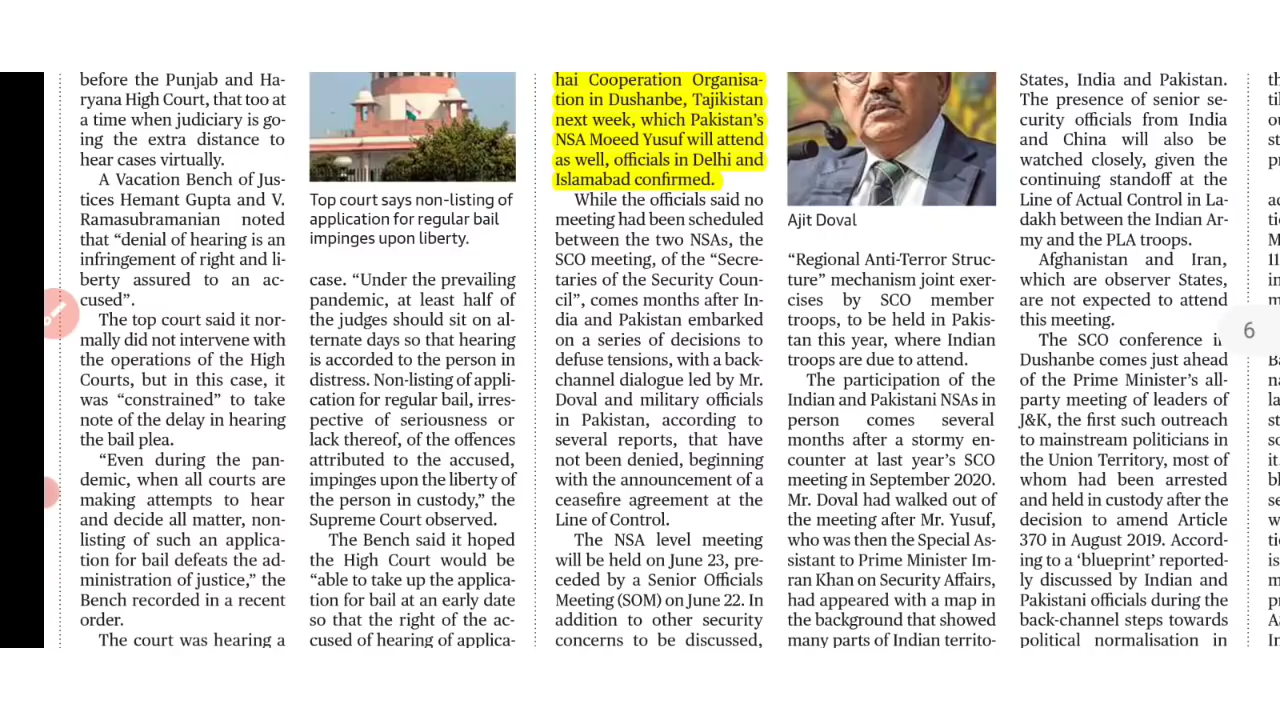 before the Punjab and Ha-
ryana High Court, that too at
a time when judiciary is go-
ing the extra distance to
hear cases virtually.
A Vacation Bench of Jus-
tices Hemant Gupta and V.
Ramasubramanian noted
that “denial of hearing is an
infringement of right and li-
berty assured to an ac-
cused”.
The top court said it nor-
mally did not intervene with
the operations of the High
Courts, but in this case, it
was “constrained” to take
note of the delay in hearing
the bail plea.
“Even during the pan-
demic, when all courts are
making attempts to hear
and decide all matter, non-
listing of such an applica-
tion for bail defeats the ad-
ministration of justice,” the
Bench recorded in a recent
order.
The court was hearing a
Top court says non-listing of
application for regular bail
impinges upon liberty.
case. “Under the prevailing
pandemic, at least half of
the judges should sit on al-
ternate days so that hearing
is accorded to the person in
distress. Non-listing of appli-
cation for regular bail, irres-
pective of seriousness or
lack thereof, of the offences
attributed to the accused,
impinges upon the liberty of
the person in custody,” the
Supreme Court observed.
The Bench said it hoped
the High Court would be
“able to take up the applica-
tion for bail at an early date
so that the right of the ac-
cused of hearing of applica-
hai Cooperation Organisa-
tion in Dushanbe, Tajikistan
next week, which Pakistan’s
NSA Moeed Yusuf will attend
as well, officials in Delhi and
Islamabad confirmed.
While the officials said no
meeting had been scheduled
between the two NSAs, the
SCO meeting, of the “Secre-
taries of the Security Coun-
cil”, comes months after In-
dia and Pakistan embarked
on a series of decisions to
defuse tensions, with a back-
channel dialogue led by Mr.
Doval and military officials
in Pakistan, according to
several reports, that have
not been denied, beginning
with the announcement of a
ceasefire agreement at the
Line of Control.
The NSA level meeting
will be held on June 23, pre-
ceded by a Senior Officials
Meeting (SOM) on June 22. In
addition to other security
concerns to be discussed,
Ajit Doval
“Regional Anti-Terror Struc-
ture” mechanism joint exer-
cises by SCO member
troops, to be held in Pakis-
tan this year, where Indian
troops are due to attend.
The participation of the
Indian and Pakistani NSAs in
person comes several
months after a stormy en-
counter at last year’s SCO
meeting in September 2020.
Mr. Doval had walked out of
the meeting after Mr. Yusuf,
who was then the Special As-
sistant to Prime Minister Im-
ran Khan on Security Affairs,
had appeared with a map in
the background that showed
many parts of Indian territo-
States, India and Pakistan.
The presence of senior se-
curity officials from India
and China will also be
watched closely, given the
continuing standoff at the
Line of Actual Control in La-
dakh between the Indian Ar-
my and the PLA troops.
Afghanistan and Iran,
which are observer States,
are not expected to attend
this meeting.
The SCO conference
Dushanbe comes just ahead
of the Prime Minister’s all-
party meeting of leaders of
J&K, the first such outreach
to mainstream politicians in
the Union Territory, most of
whom had been arrested
and held in custody after the
decision to amend Article
370 in August 2019. Accord-
ing to a ‘blueprint’ reported-
ly discussed by Indian and
Pakistani officials during the
back-channel steps towards
political normalisation in
6